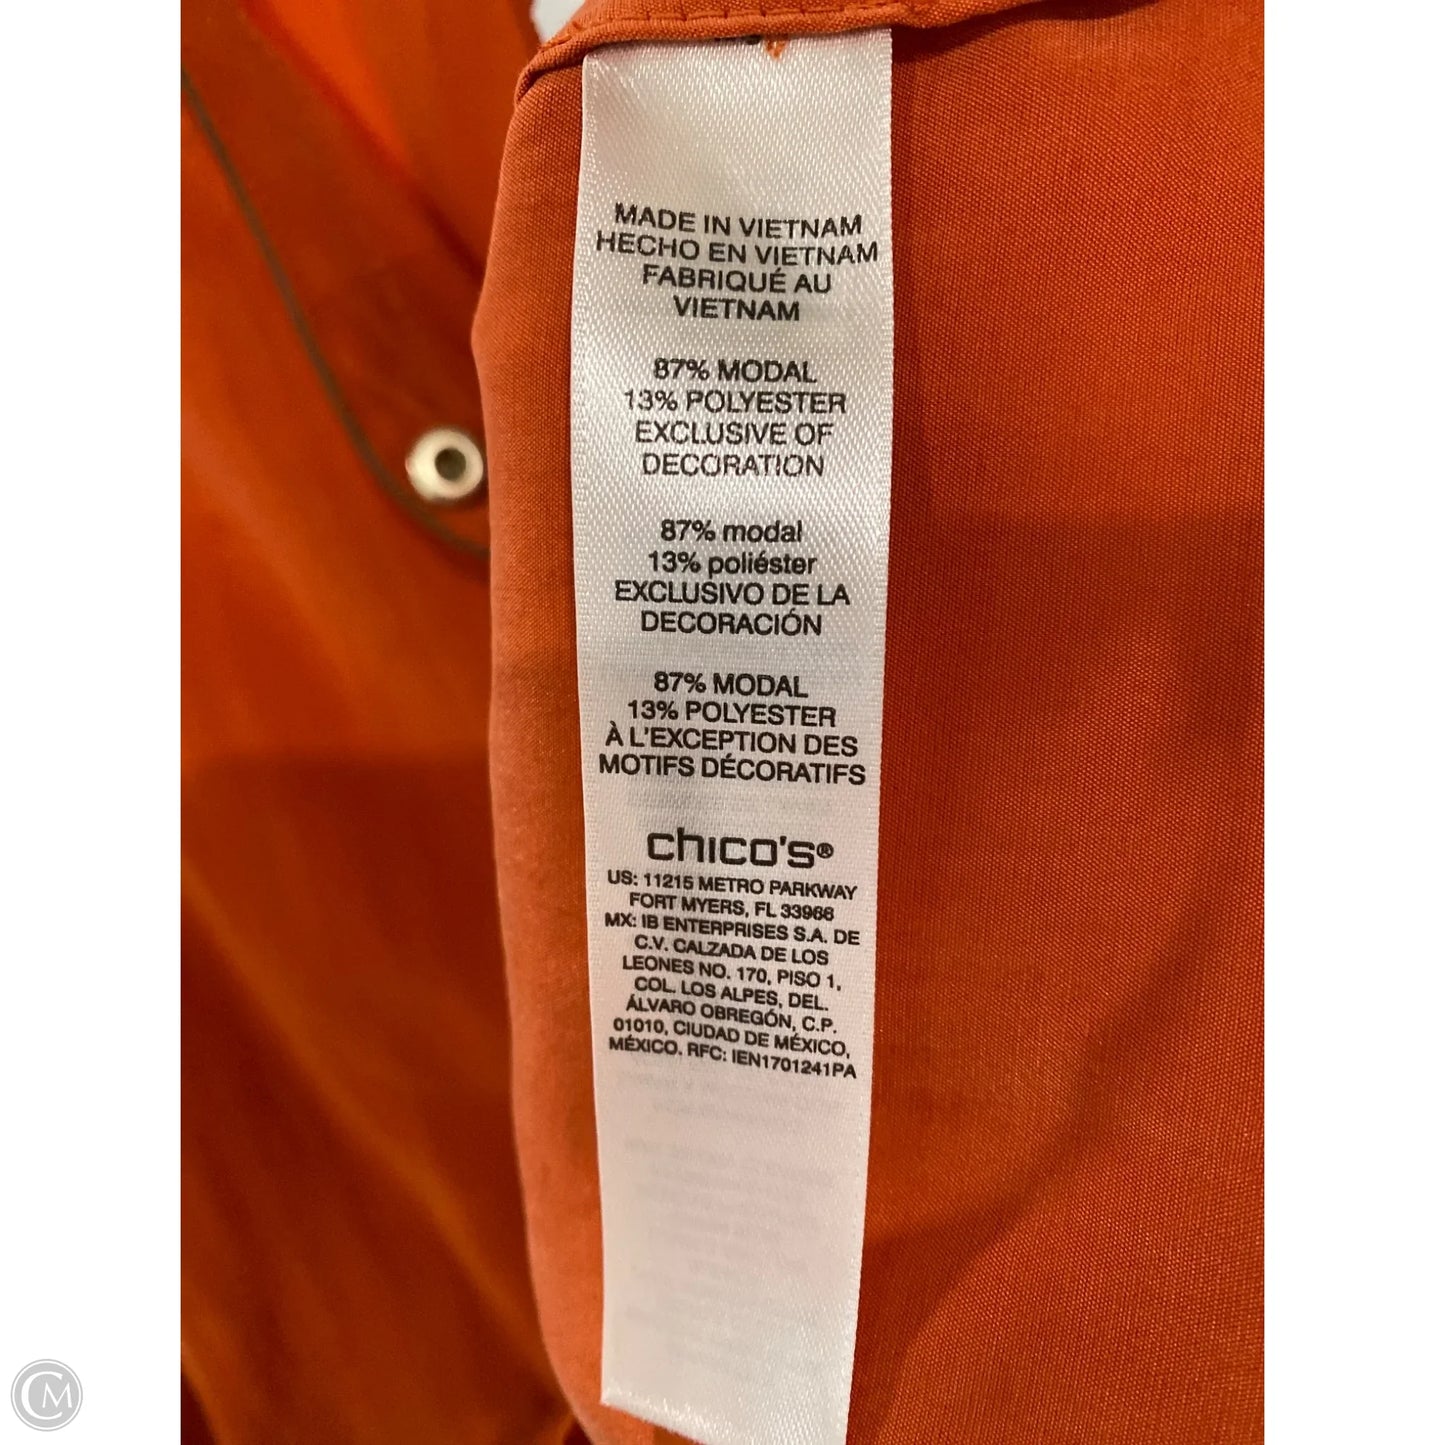 MADE IN VIETNAM
HECHO EN VIETNAM
FABRIQUÉ AU
VIETNAM
87% MODAL
13% POLYESTER
EXCLUSIVE OF
DECORATION
87% modal
13% poliéster
EXCLUSIVO DE LA
DECORACIÓN
87% MODAL
13% POLYESTER
À L'EXCEPTION DES
MOTIFS DÉCORATIFS
chico's®
US: 11215 METRO PARKWAY
FORT MYERS, FL 33966
MX: IB ENTERPRISES S.A. DE
C.V. CALZADA DE LOS
LEONES NO. 170, PISO 1,
COL. LOS ALPES, DEL.
ÁLVARO OBREGÓN, C.P.
01010, CIUDAD DE MÉXICO,
MÉXICO. RFC: IEN1701241PA
CM